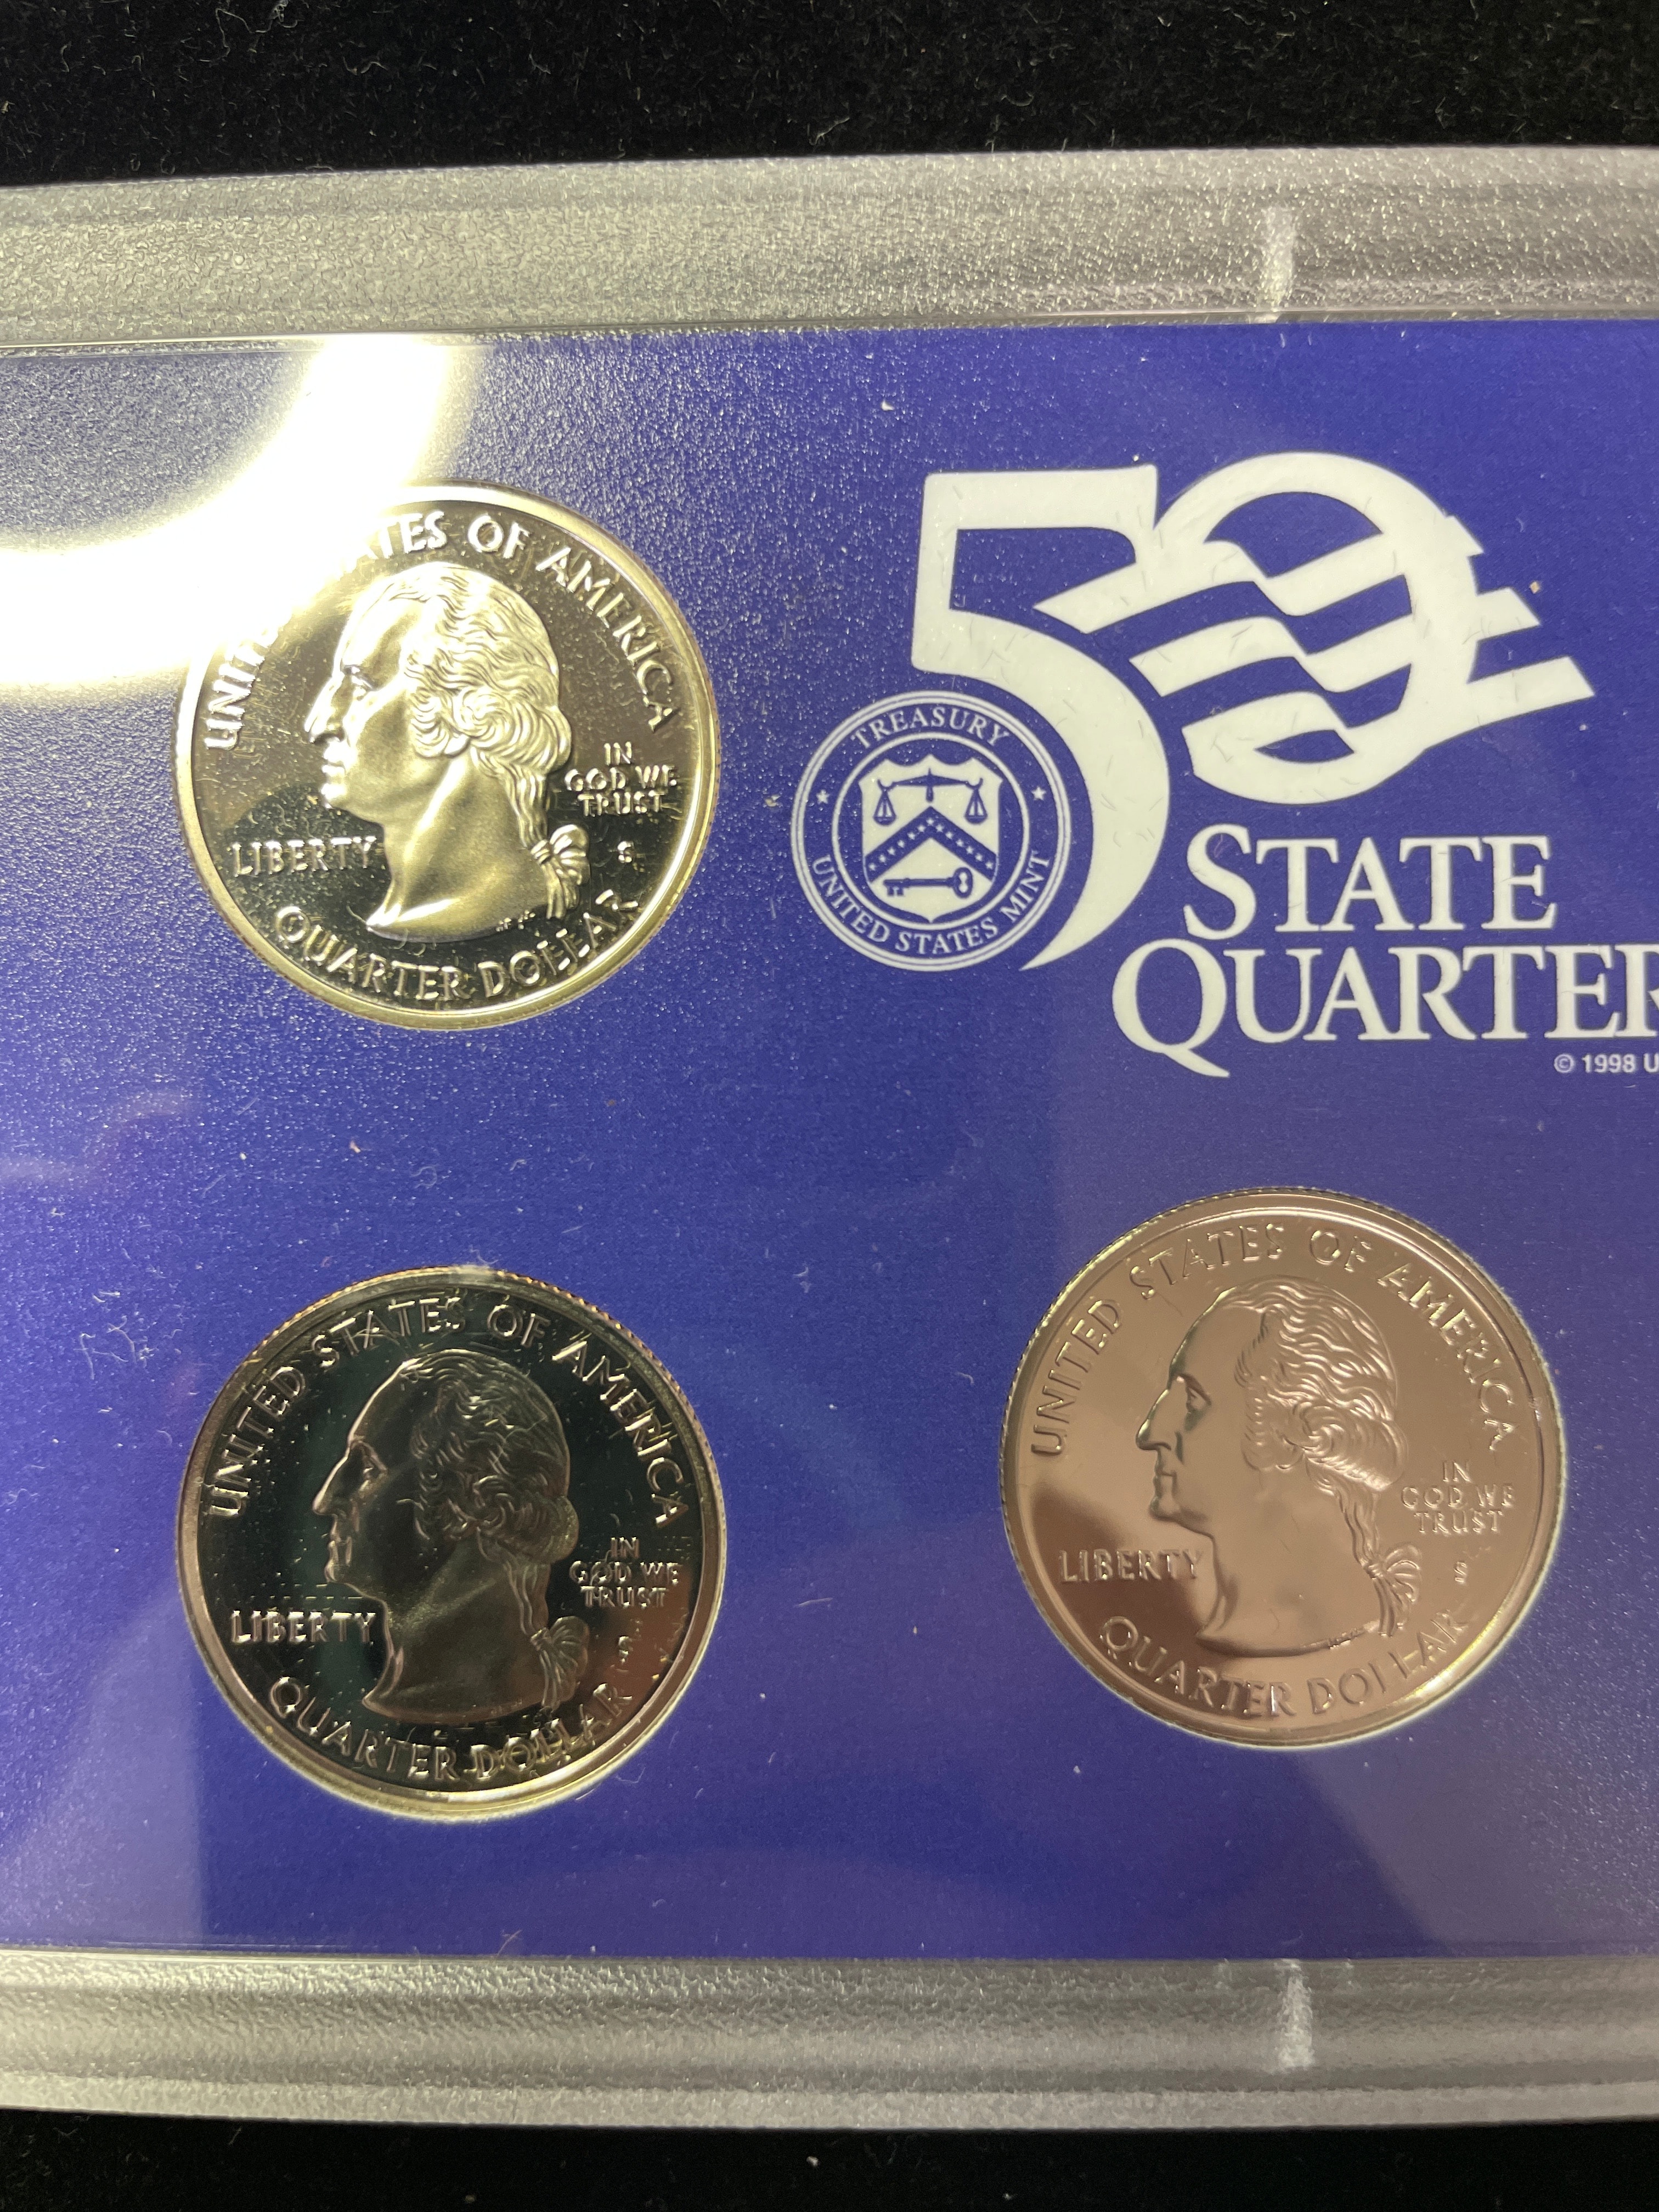 UNITED STATES OF AMERICA
IN
GOD WE
TRUST
LIBERTY
S
QUARTER DOLLAR
50
TREASURY
UNITED STATES MINT
STATE
QUARTER
© 1998 U
UNITED STATES OF AMERICA
IN
GOD WE
TRUST
LIBERTY
S
QUARTER DOLLAR
UNITED STATES OF AMERICA
IN
GOD WE
TRUST
LIBERTY
S
QUARTER DOLLAR